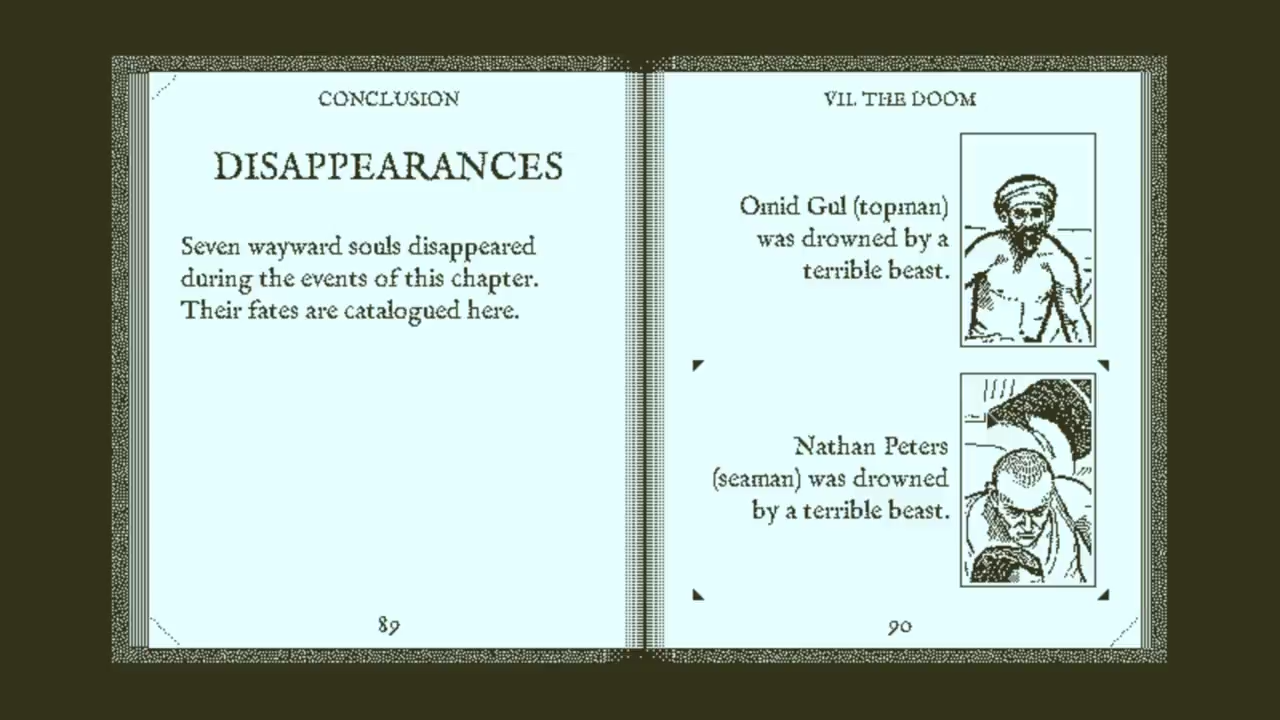 CONCLUSION
DISAPPEARANCES
Seven wayward souls disappeared
during the events of this chapter.
Their fates are catalogued here.
89
VII. THE DOOM
Omid Gul (topman)
was drowned by a
terrible beast.
Nathan Peters
(seaman) was drowned
by a terrible beast.
90